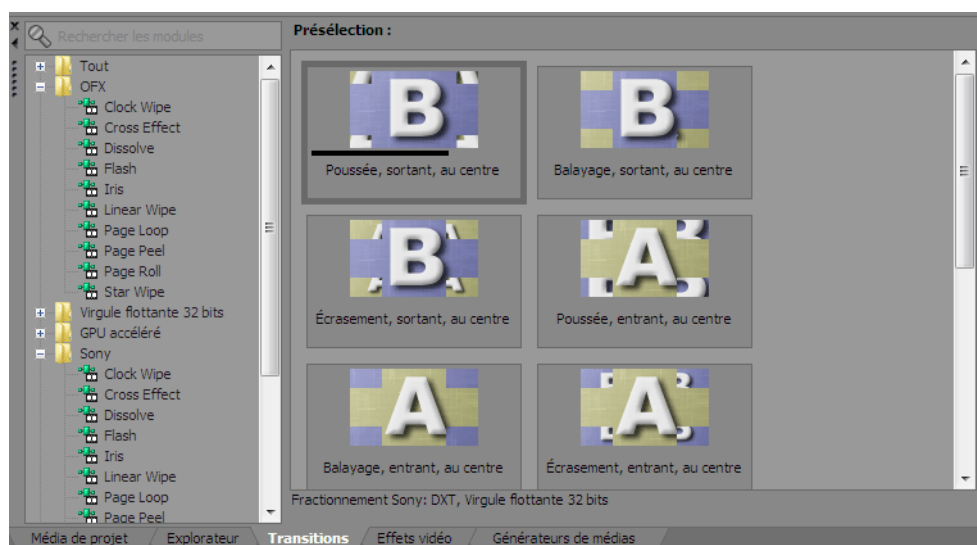 Rechercher les modules
Tout
OFX
Clock Wipe
Cross Effect
Dissolve
Flash
Iris
Linear Wipe
Page Loop
Page Peel
Page Roll
Star Wipe
Virgule flottante 32 bits
GPU accéléré
Sony
Clock Wipe
Cross Effect
Dissolve
Flash
Iris
Linear Wipe
Page Loop
Page Peel
Présélection :
B
B
Poussée, sortant, au centre
Balayage, sortant, au centre
B
A
Écrasement, sortant, au centre
Poussée, entrant, au centre
A
A
Balayage, entrant, au centre
Écrasement, entrant, au centre
Fractionnement Sony: DXT, Virgule flottante 32 bits
Média de projet Explorateur Transitions Effets vidéo Générateurs de médias